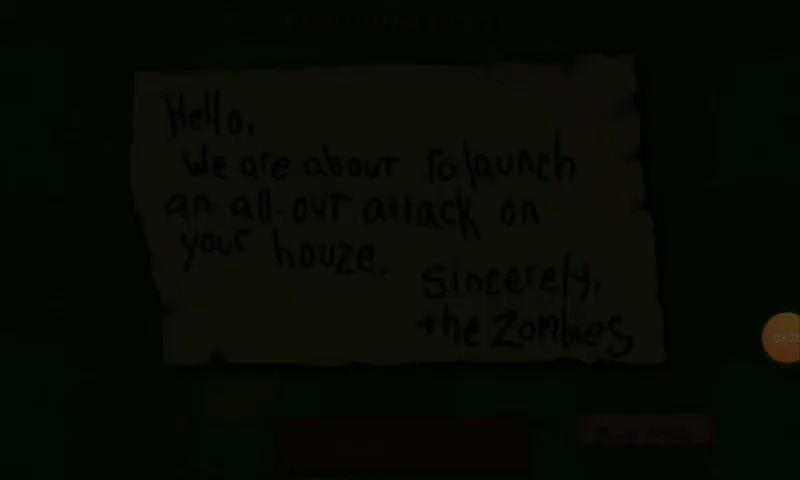 Hello,
We are about to launch
an all-out attack on
your houze.
Sincerely,
the Zombies